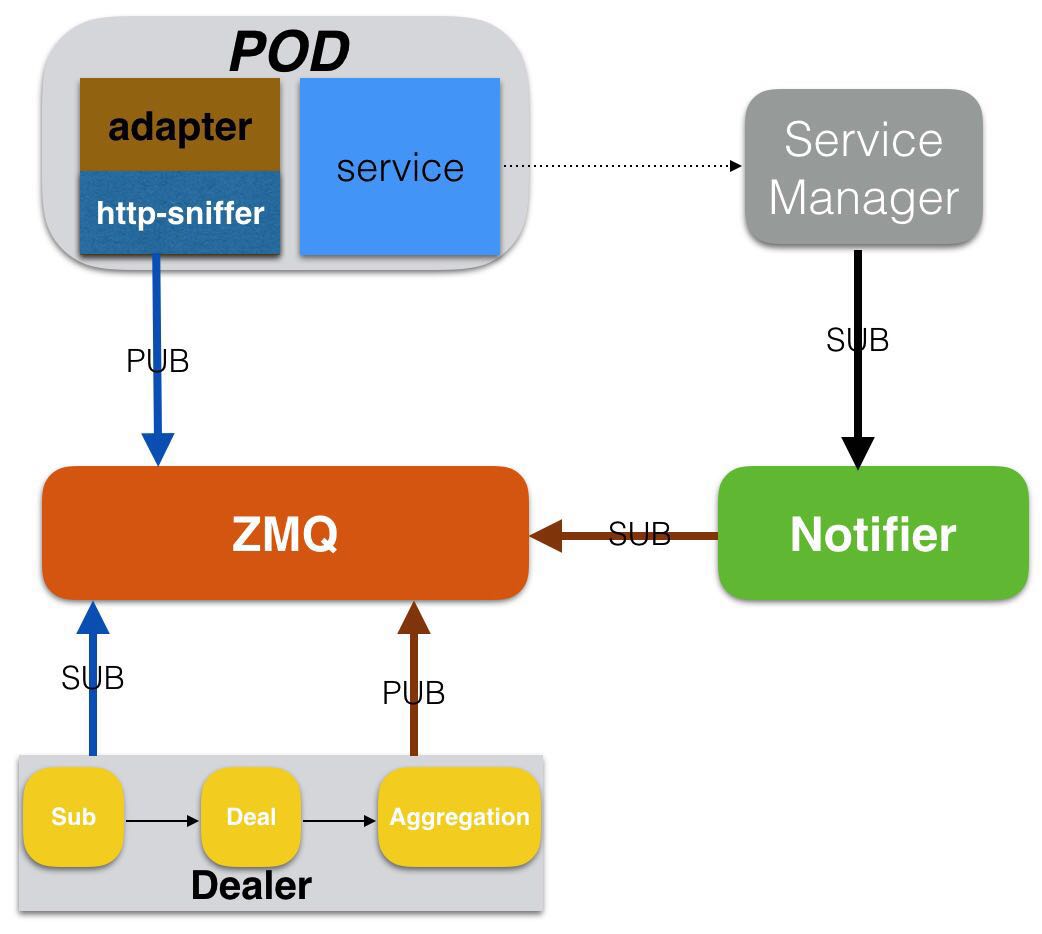 POD
adapter
http-sniffer
service
Service
Manager
PUB
SUB
ZMQ
SUB
Notifier
SUB
PUB
Sub
Deal
Aggregation
Dealer